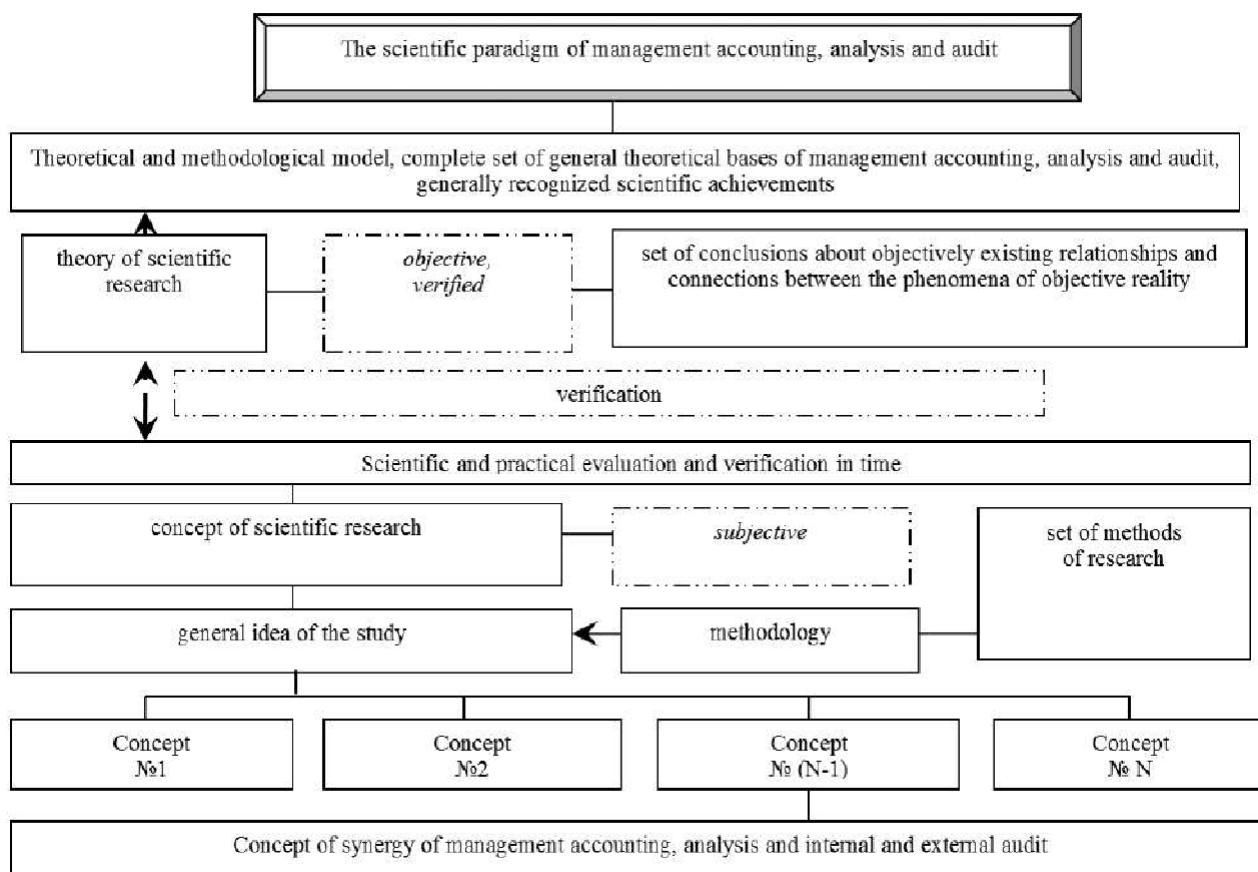 The scientific paradigm of management accounting, analysis and audit
Theoretical and methodological model, complete set of general theoretical bases of management accounting, analysis and audit,
generally recognized scientific achievements
theory of scientific
research
objective,
verified
set of conclusions about objectively existing relationships and
connections between the phenomena of objective reality
verification
Scientific and practical evaluation and verification in time
concept of scientific research
subjective
set of methods
of research
general idea of the study
methodology
Concept
№1
Concept
№2
Concept
№ (N-1)
Concept
№ N
Concept of synergy of management accounting, analysis and internal and external audit